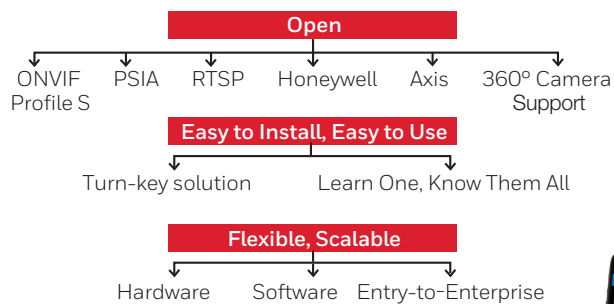 Open
ONVIF PSIA RTSP Honeywell Axis 360º Camera
Profile S Support
Easy to Install, Easy to Use
Turn-key solution Learn One, Know Them All
Flexible, Scalable
Hardware Software Entry-to-Enterprise